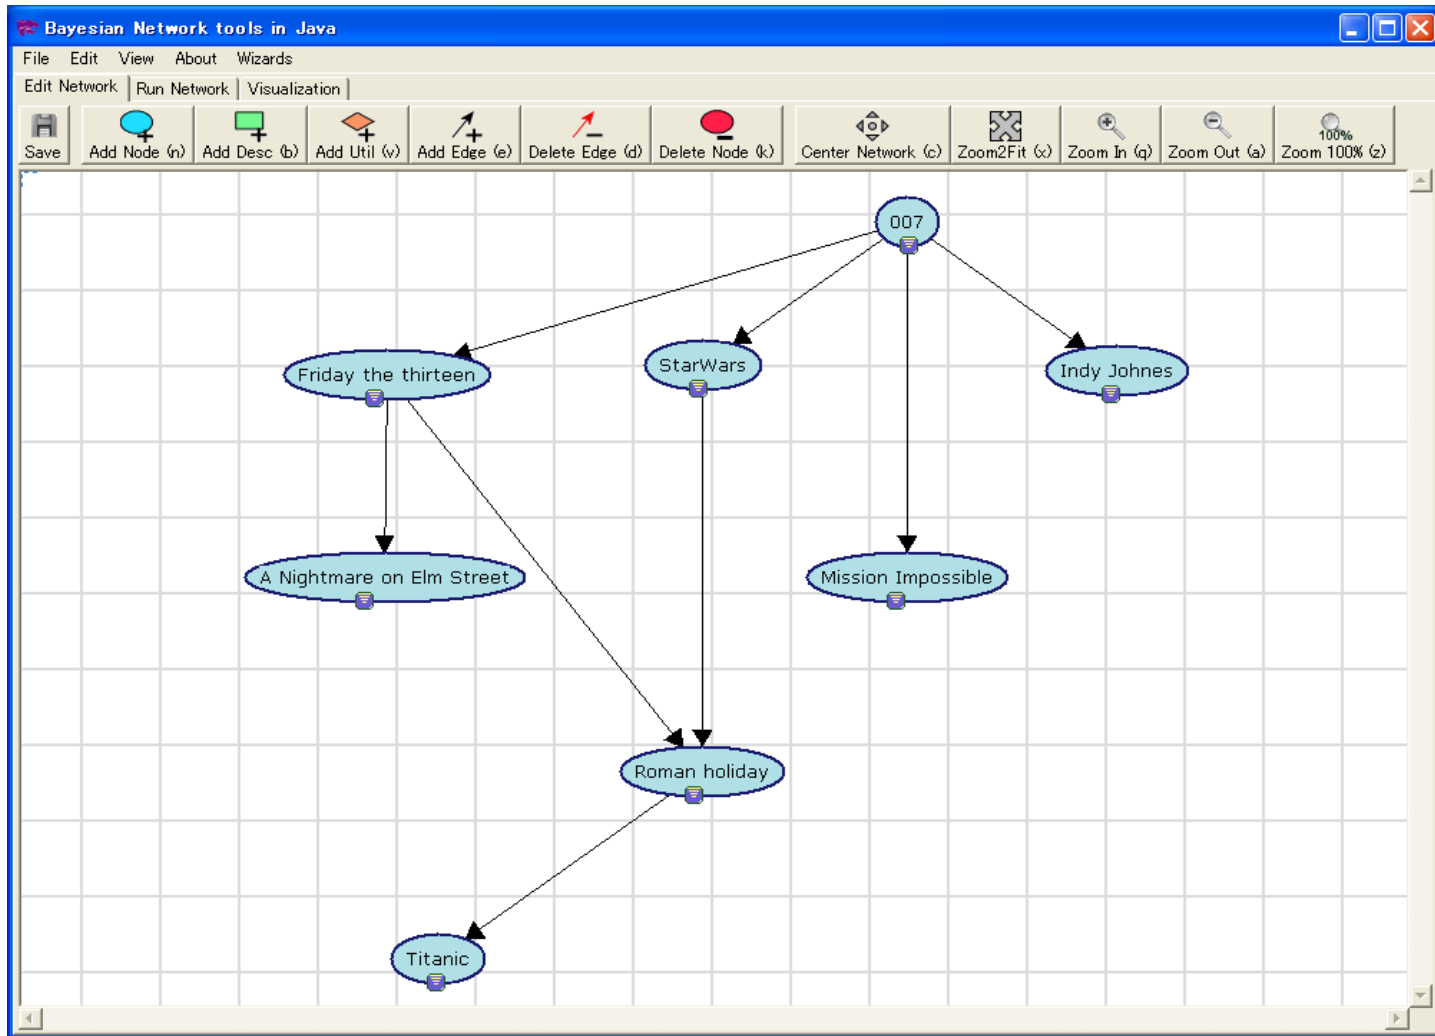 Bayesian Network tools in Java
File Edit View About Wizards
Edit Network Run Network Visualization
Save Add Node (n) Add Desc (b) Add Util (v) Add Edge (e) Delete Edge (d) Delete Node (k) Center Network (c) Zoom2Fit (x) Zoom In (q) Zoom Out (a) 100% Zoom 100% (z)
007
Friday the thirteen
StarWars
Indy Johnes
A Nightmare on Elm Street
Mission Impossible
Roman holiday
Titanic